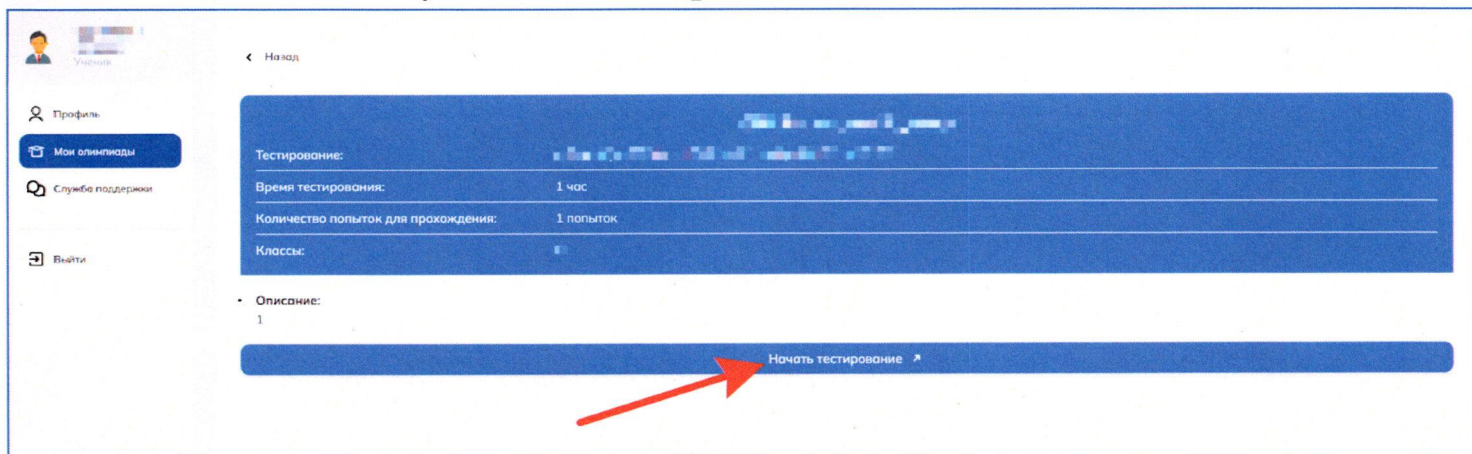 Ученик
Назад
Профиль
Мои олимпиады
Служба поддержки
Выйти
Тестирование:
Время тестирования: 1 час
Количество попыток для прохождения: 1 попыток
Классы:
Описание:
1
Начать тестирование